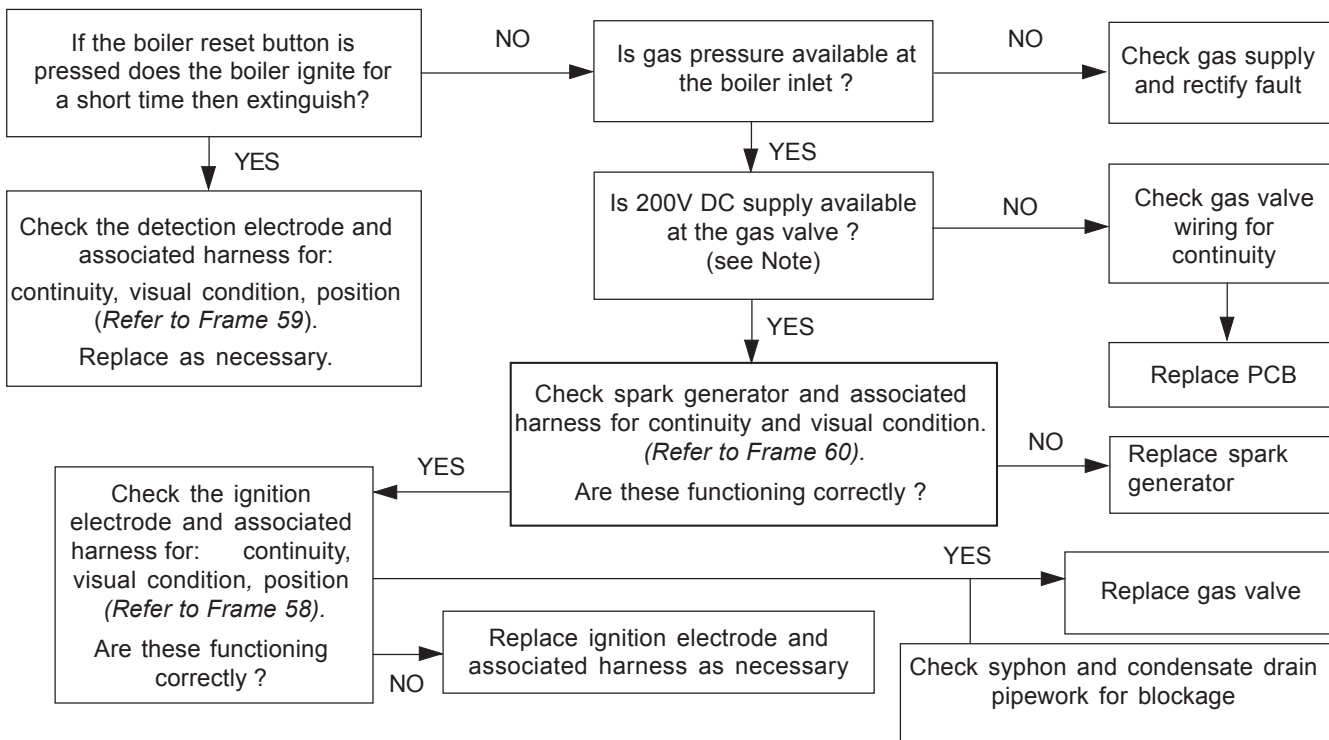 If the boiler reset button is
pressed does the boiler ignite for
a short time then extinguish?
NO
Is gas pressure available at
the boiler inlet ?
NO
Check gas supply
and rectify fault
YES
YES
Check the detection electrode and
associated harness for:
continuity, visual condition, position
(Refer to Frame 59).
Replace as necessary.
Is 200V DC supply available
at the gas valve ?
(see Note)
NO
Check gas valve
wiring for
continuity
YES
Replace PCB
Check spark generator and associated
harness for continuity and visual condition.
(Refer to Frame 60).
Are these functioning correctly ?
NO
Replace spark
generator
YES
Check the ignition
electrode and associated
harness for: continuity,
visual condition, position
(Refer to Frame 58).
Are these functioning
correctly ?
YES
Replace gas valve
NO
Replace ignition electrode and
associated harness as necessary
Check syphon and condensate drain
pipework for blockage